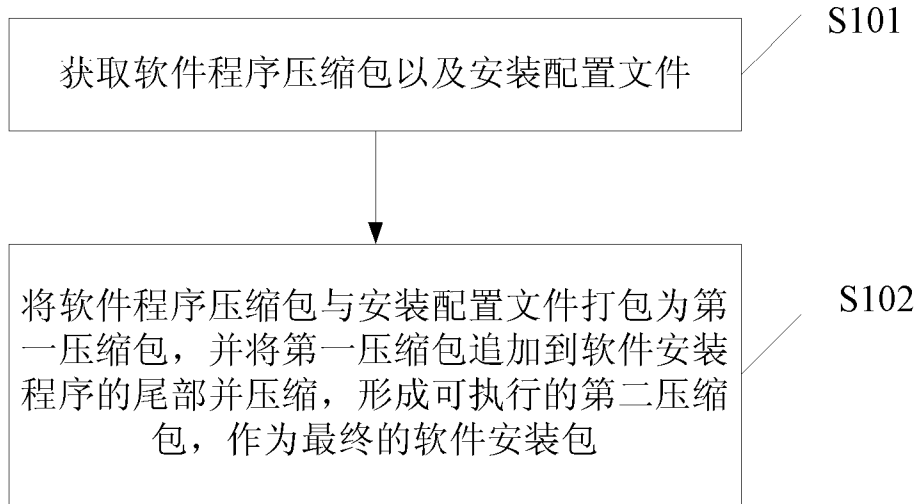 S101
获取软件程序压缩包以及安装配置文件
S102
将软件程序压缩包与安装配置文件打包为第
一压缩包，并将第一压缩包追加到软件安装
程序的尾部并压缩，形成可执行的第二压缩
包，作为最终的软件安装包